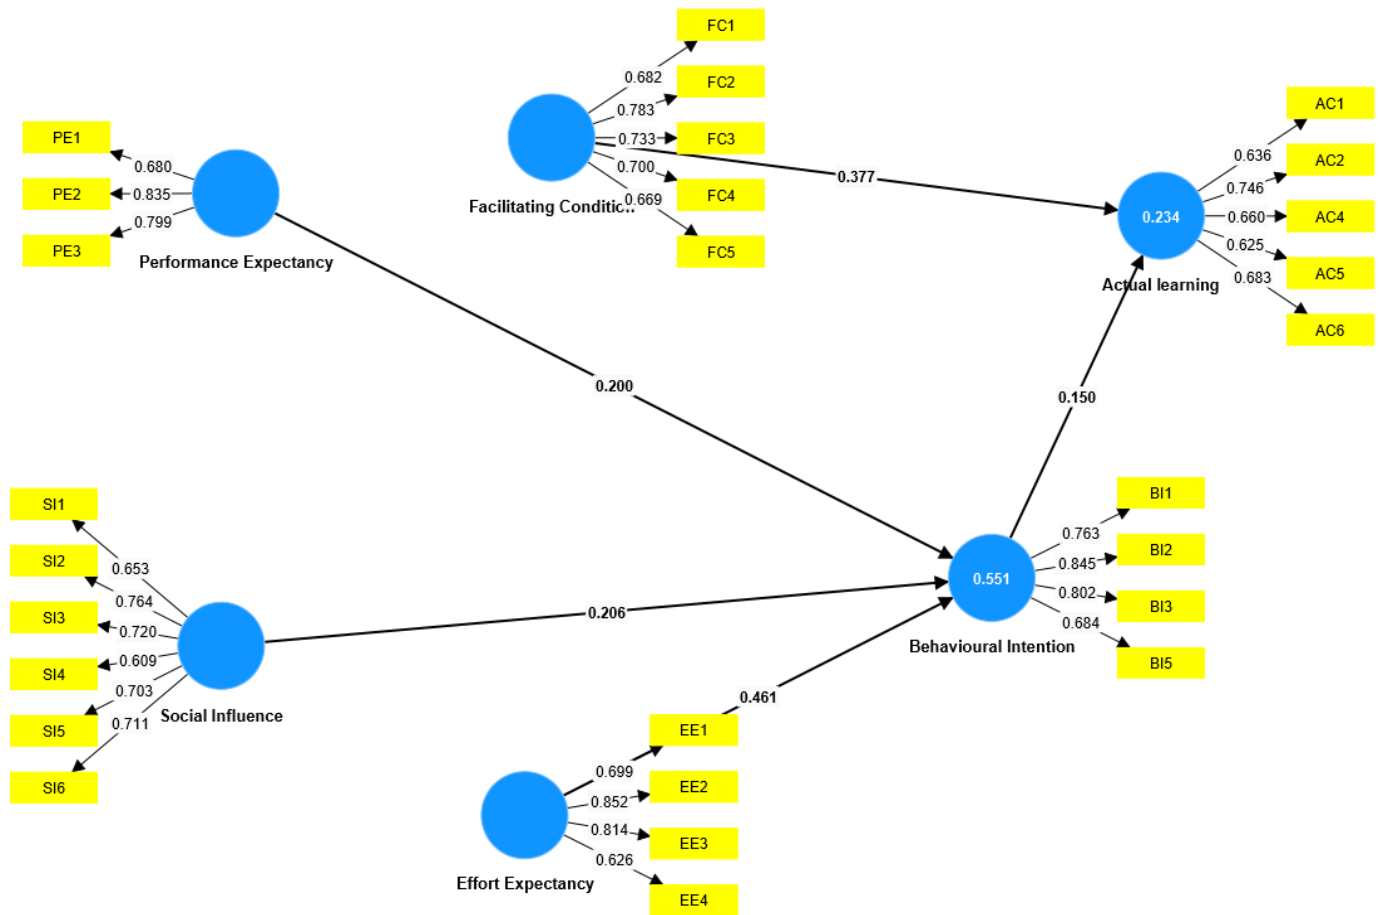 FC1
0.682
FC2
0.783
FC3
0.733
FC4
0.700
FC5
0.669
Facilitating Condition
PE1
0.680
PE2
0.835
PE3
0.799
Performance Expectancy
0.377
AC1
0.636
AC2
0.746
AC4
0.660
AC5
0.625
AC6
0.683
0.234
Actual learning
0.200
0.150
SI1
0.653
SI2
0.764
SI3
0.720
SI4
0.609
SI5
0.703
SI6
0.711
Social Influence
0.206
BI1
0.763
BI2
0.845
BI3
0.802
BI5
0.684
0.551
Behavioural Intention
0.461
EE1
0.699
EE2
0.852
EE3
0.814
EE4
0.626
Effort Expectancy